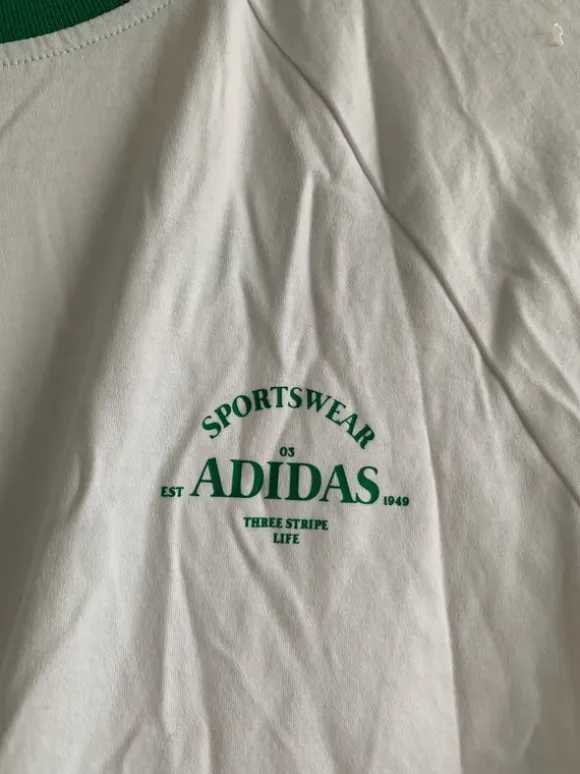 SPORTSWEAR
03
EST ADIDAS 1949
THREE STRIPE
LIFE